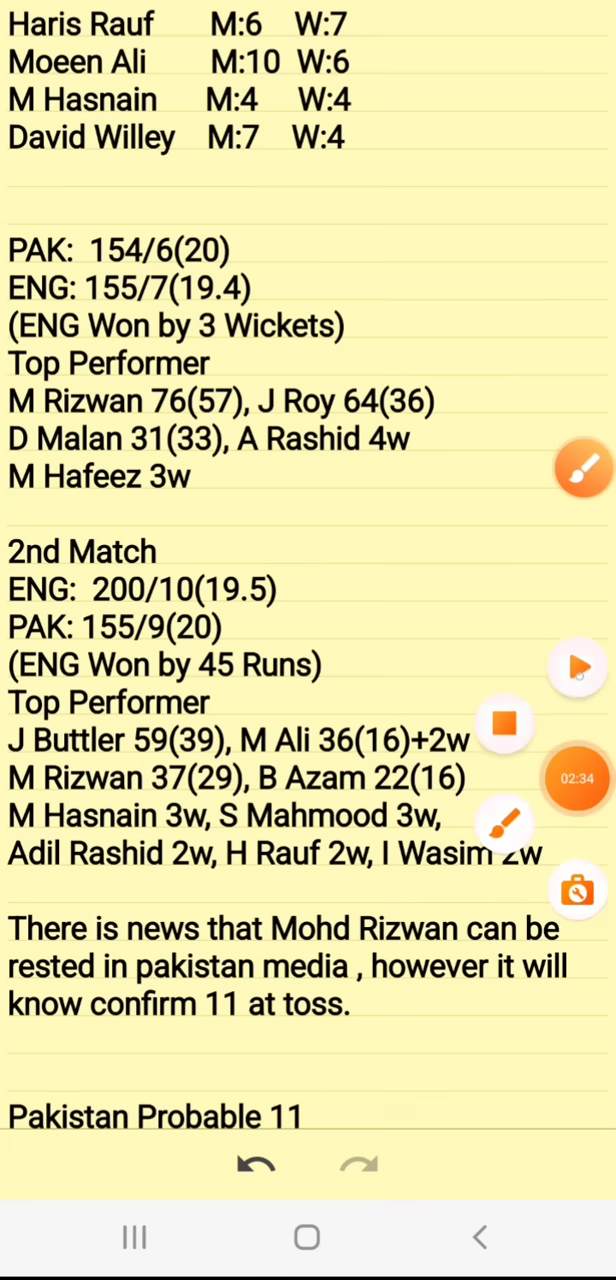 Haris Rauf M:6 W:7
Moeen Ali M:10 W:6
M Hasnain M:4 W:4
David Willey M:7 W:4
PAK: 154/6(20)
ENG: 155/7(19.4)
(ENG Won by 3 Wickets)
Top Performer
M Rizwan 76(57), J Roy 64(36)
D Malan 31(33), A Rashid 4w
M Hafeez 3w
2nd Match
ENG: 200/10(19.5)
PAK: 155/9(20)
(ENG Won by 45 Runs)
Top Performer
J Buttler 59(39), M Ali 36(16)+2w
M Rizwan 37(29), B Azam 22(16)
02:34
M Hasnain 3w, S Mahmood 3w,
Adil Rashid 2w, H Rauf 2w, I Wasim 2w
There is news that Mohd Rizwan can be
rested in pakistan media , however it will
know confirm 11 at toss.
Pakistan Probable 11